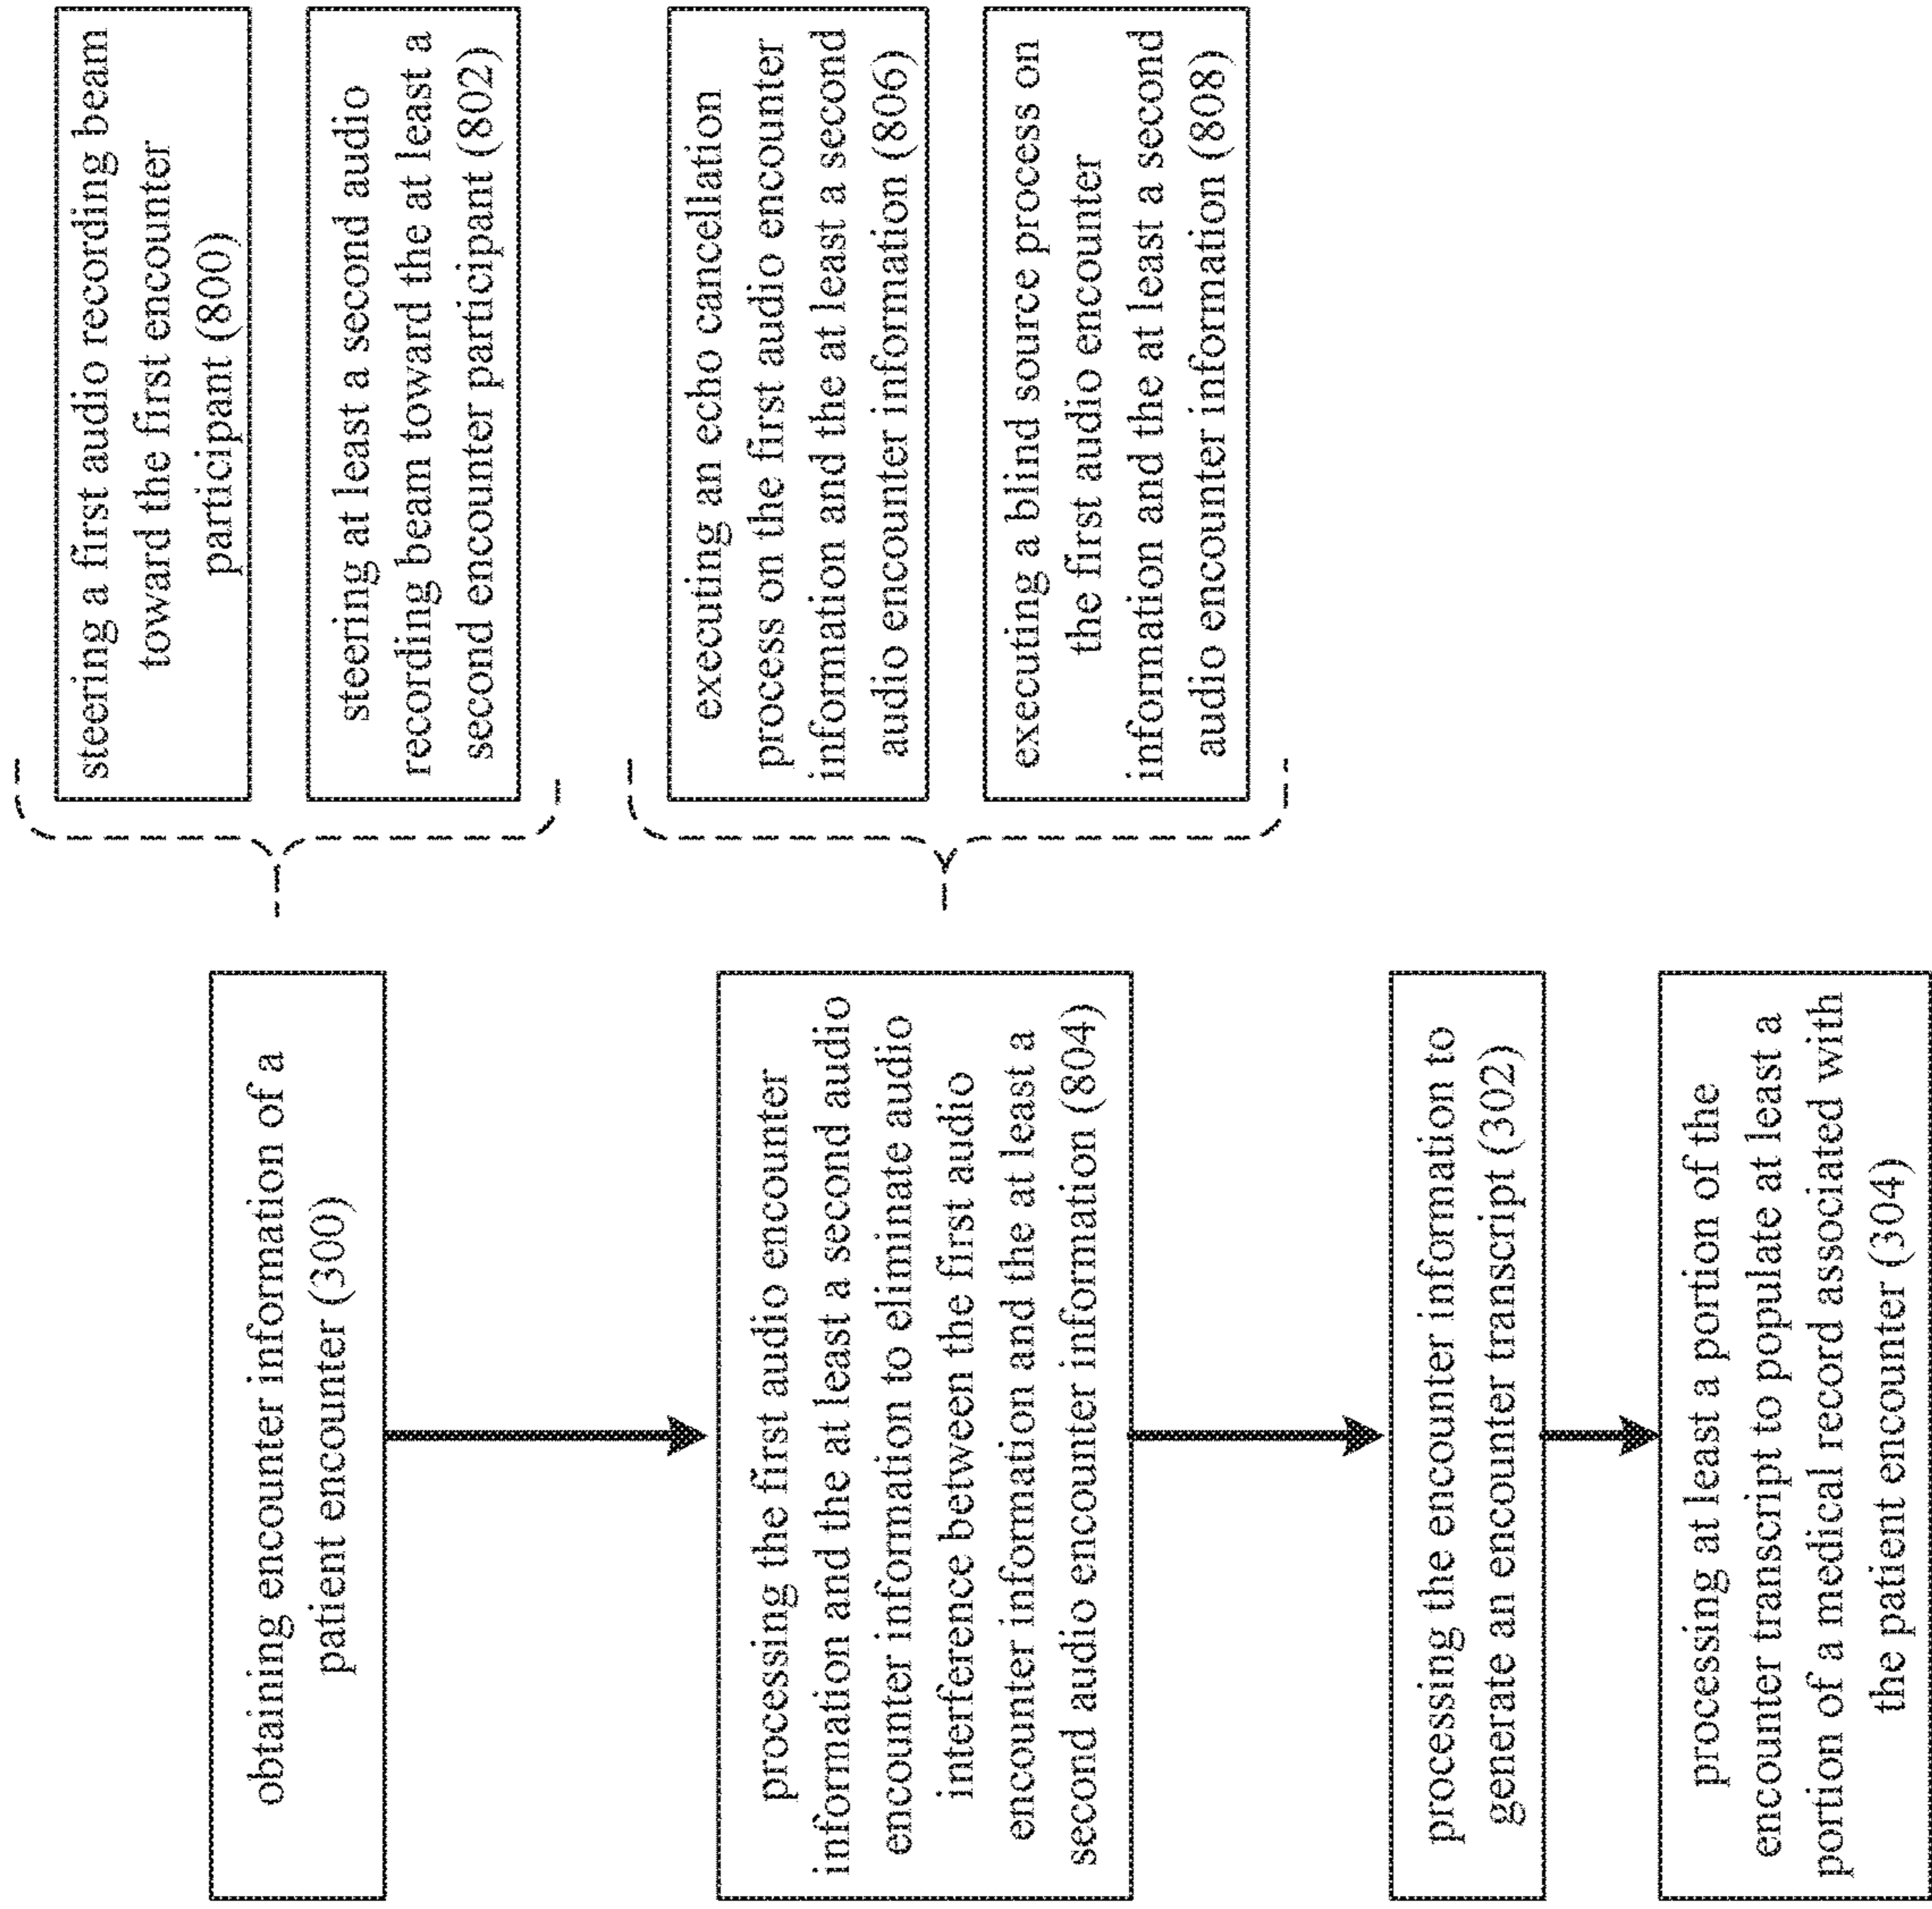 obtaining encounter information of a
patient encounter (300)
steering a first audio recording beam
toward the first encounter
participant (800)
steering at least a second audio
recording beam toward the at least a
second encounter participant (802)
processing the first audio encounter
information and the at least a second audio
encounter information to eliminate audio
interference between the first audio
encounter information and the at least a
second audio encounter information (804)
executing an echo cancellation
process on the first audio encounter
information and the at least a second
audio encounter information (806)
executing a blind source process on
the first audio encounter
information and the at least a second
audio encounter information (808)
processing the encounter information to
generate an encounter transcript (302)
processing at least a portion of the
encounter transcript to populate at least a
portion of a medical record associated with
the patient encounter (304)